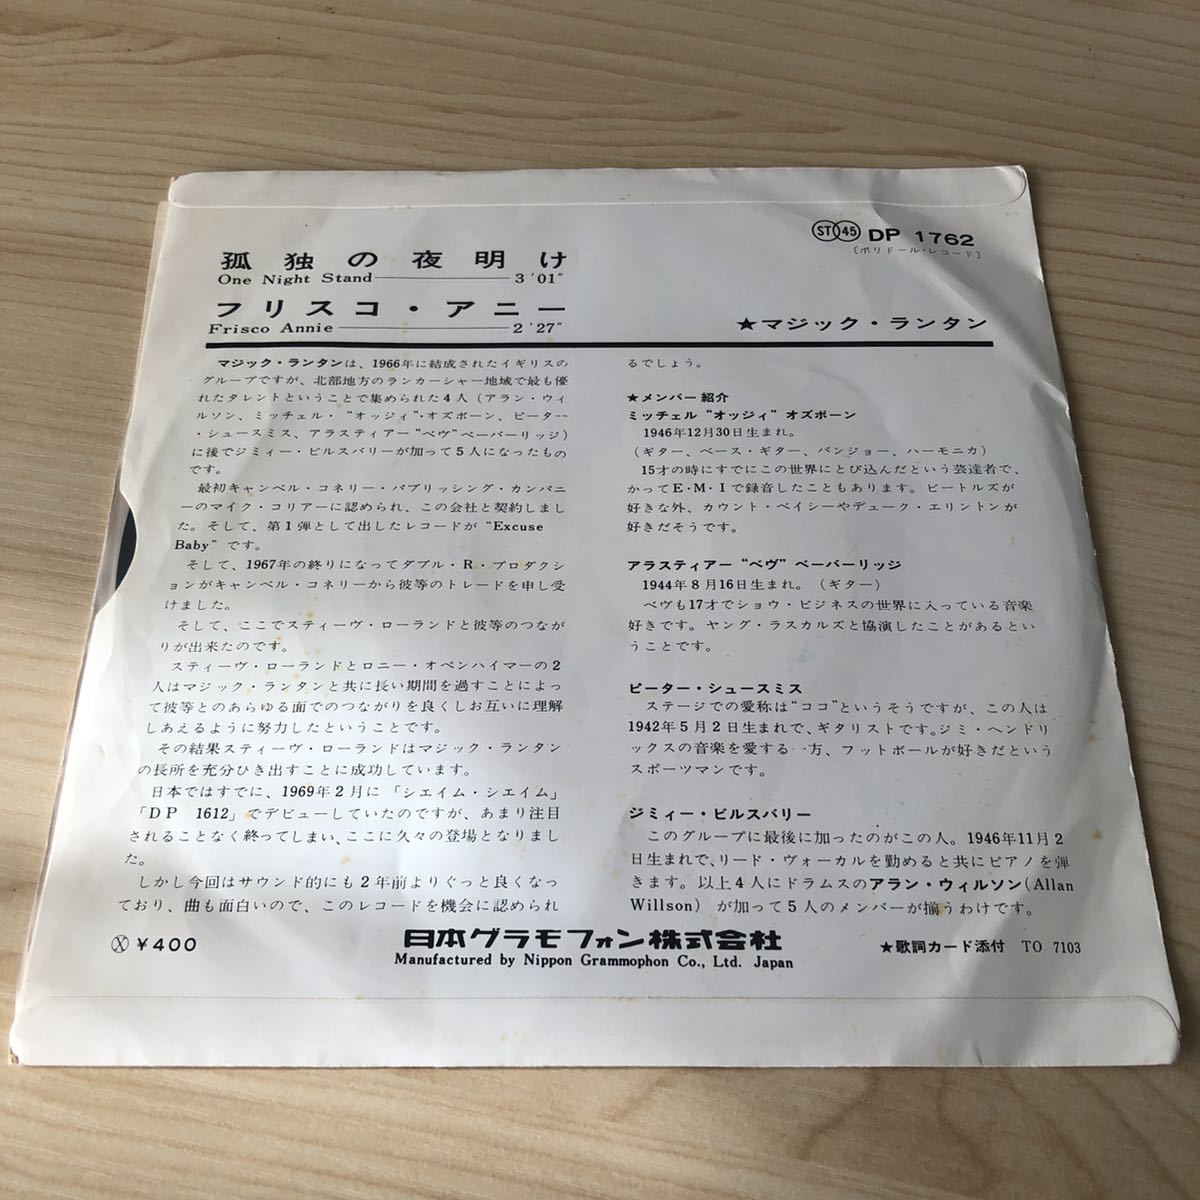 ST 45 DP 1762
〔ポリドール・レコード〕
孤独の夜明け
One Night Stand 3′01″
フリスコ・アニー
Frisco Annie 2′27″
★マジック・ランタン
マジック・ランタンは、1966年に結成されたイギリスの
グループですが、北部地方のランカーシャー地域で最も優
れたタレントということで集められた4人（アラン・ウィ
ルソン、ミッチェル・“オッジィ”・オズボーン、ピータ--
・シュースミス、アラスティアー“ベヴ”ベーバーリッジ）
に後でジミィー・ビルスバリーが加って5人になったもの
です。
最初キャンベル・コネリー・パブリッシング・カンパニ
ーのマイク・コリアーに認められ、この会社と契約しまし
た。そして、第1弾として出したレコードが“Excuse
Baby”です。
そして、1967年の終りになってダブル・R・プロダクシ
ョンがキャンベル・コネリーから彼等のトレードを申し受
けました。
そして、ここでスティーヴ・ローランドと彼等のつなが
りが出来たのです。
スティーヴ・ローランドとロニー・オペンハイマーの2
人はマジック・ランタンと共に長い期間を過すことによっ
て彼等とのあらゆる面でのつながりを良くしお互いに理解
しあえるように努力したということです。
その結果スティーヴ・ローランドはマジック・ランタン
の長所を充分ひき出すことに成功しています。
日本ではすでに、1969年2月に「シエイム・シエイム」
「DP 1612」でデビューしていたのですが、あまり注目
されることなく終ってしまい、ここに久々の登場となりまし
た。
しかし今回はサウンド的にも2年前よりぐっと良くなっ
ており、曲も面白いので、このレコードを機会に認められ
るでしょう。
★メンバー紹介
ミッチェル“オッジィ”オズボーン
1946年12月30日生まれ。
（ギター、ベース・ギター、バンジョー、ハーモニカ）
15才の時にすでにこの世界にとび込んだという芸達者で、
かってE・M・Iで録音したこともあります。ビートルズが
好きな外、カウント・ベイシーやデューク・エリントンが
好きだそうです。
アラスティアー“ベヴ”ベーバーリッジ
1944年8月16日生まれ。（ギター）
ベヴも17才でショウ・ビジネスの世界に入っている音楽
好きです。ヤング・ラスカルズと協演したことがあるとい
うことです。
ピーター・シュースミス
ステージでの愛称は“ココ”というそうですが、この人は
1942年5月2日生まれで、ギタリストです。ジミ・ヘンドリ
ックスの音楽を愛する一方、フットボールが好きだという
スポーツマンです。
ジミィー・ビルスバリー
このグループに最後に加ったのがこの人。1946年11月2
日生まれで、リード・ヴォーカルを勤めると共にピアノを弾
きます。以上4人にドラムスのアラン・ウィルソン(Allan
Willson) が加って5人のメンバーが揃うわけです。
Ⓧ ¥400
日本グラモフォン株式会社
Manufactured by Nippon Grammophon Co., Ltd. Japan
★歌詞カード添付 TO 7103